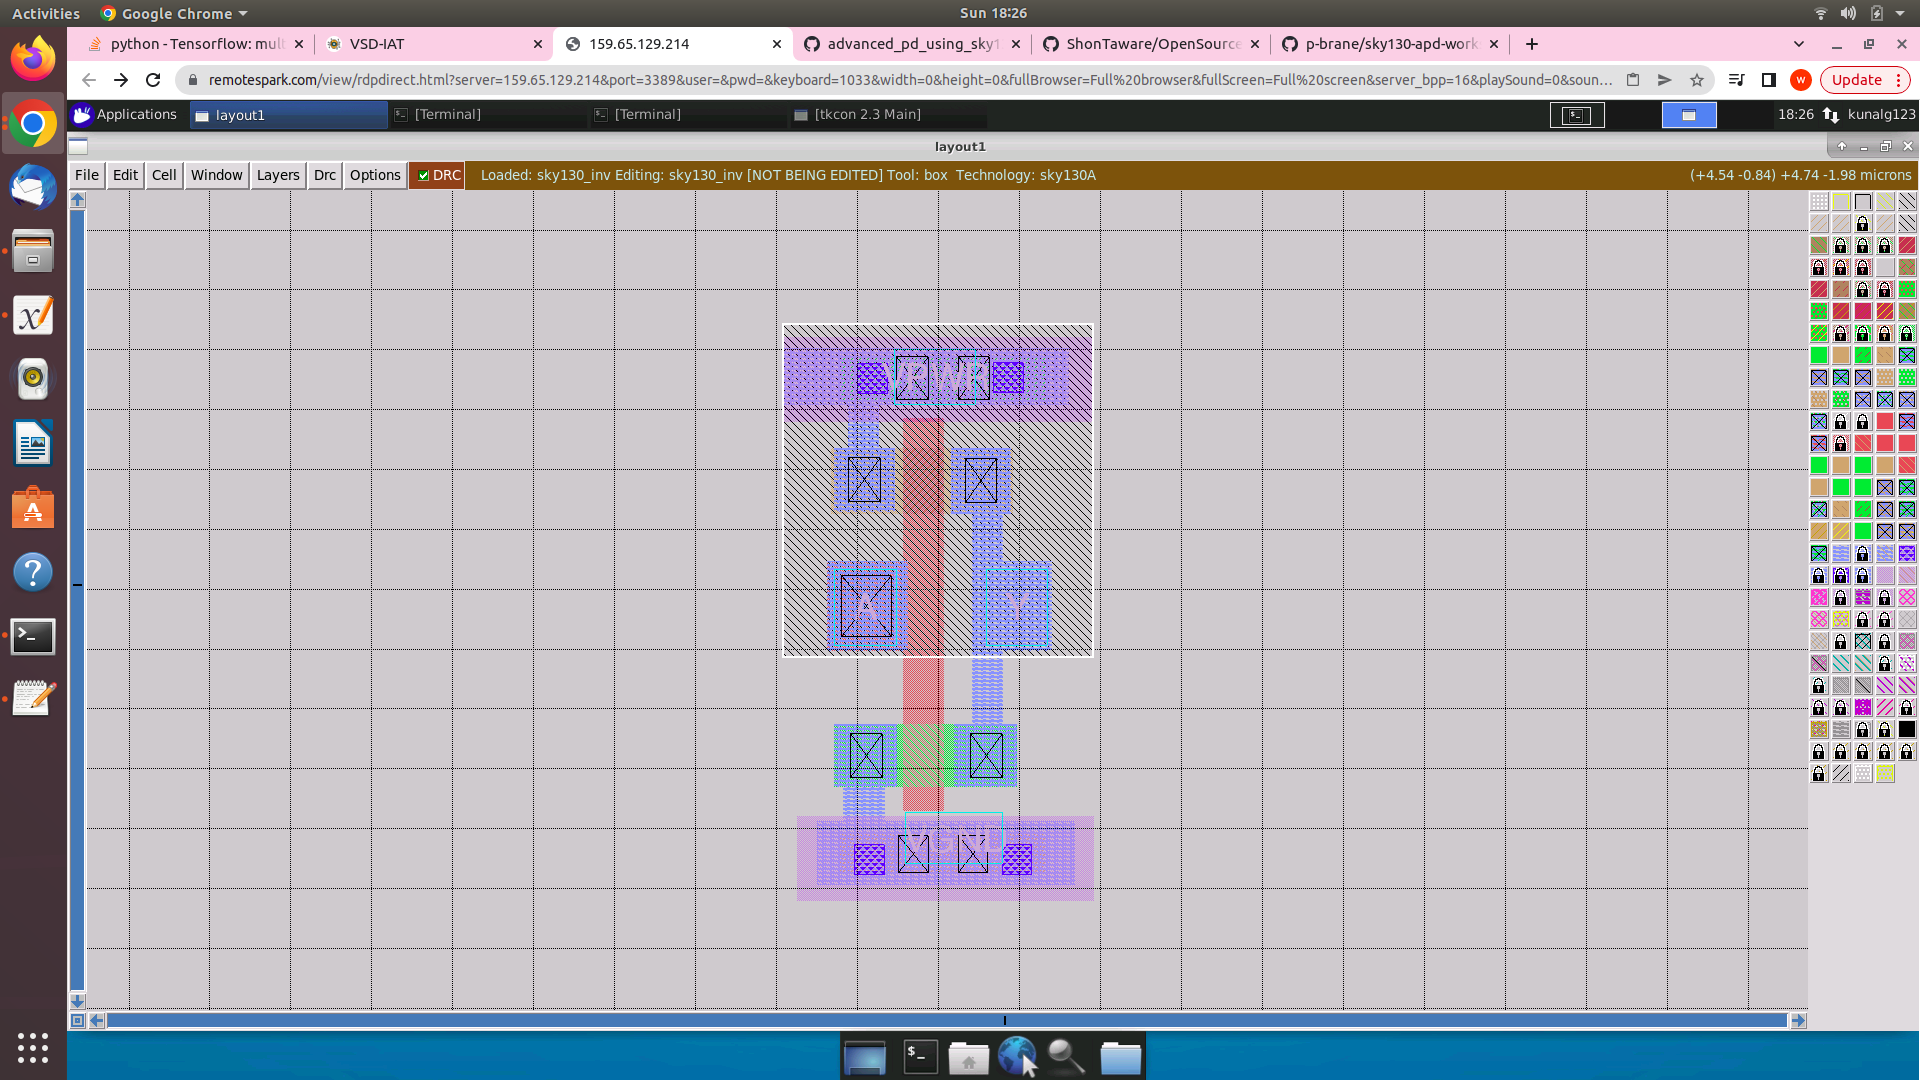 Activities
Google Chrome
Sun 18:26
python - Tensorflow: mult
VSD-IAT
159.65.129.214
advanced_pd_using_sky1
ShonTaware/OpenSource
p-brane/sky130-apd-work
remotespark.com/view/rdpdirect.html?server=159.65.129.214&port=3389&user=&pwd=&keyboard=1033&width=0&height=0&fullBrowser=Full%20browser&fullScreen=Full%20screen&server_bpp=16&playSound=0&soun...
w
Update
Applications
layout1
[Terminal]
[Terminal]
[tkcon 2.3 Main]
18:26
kunalg123
layout1
File
Edit
Cell
Window
Layers
Drc
Options
DRC
Loaded: sky130_inv Editing: sky130_inv [NOT BEING EDITED] Tool: box Technology: sky130A
(+4.54 -0.84) +4.74 -1.98 microns
VPWR
A
Y